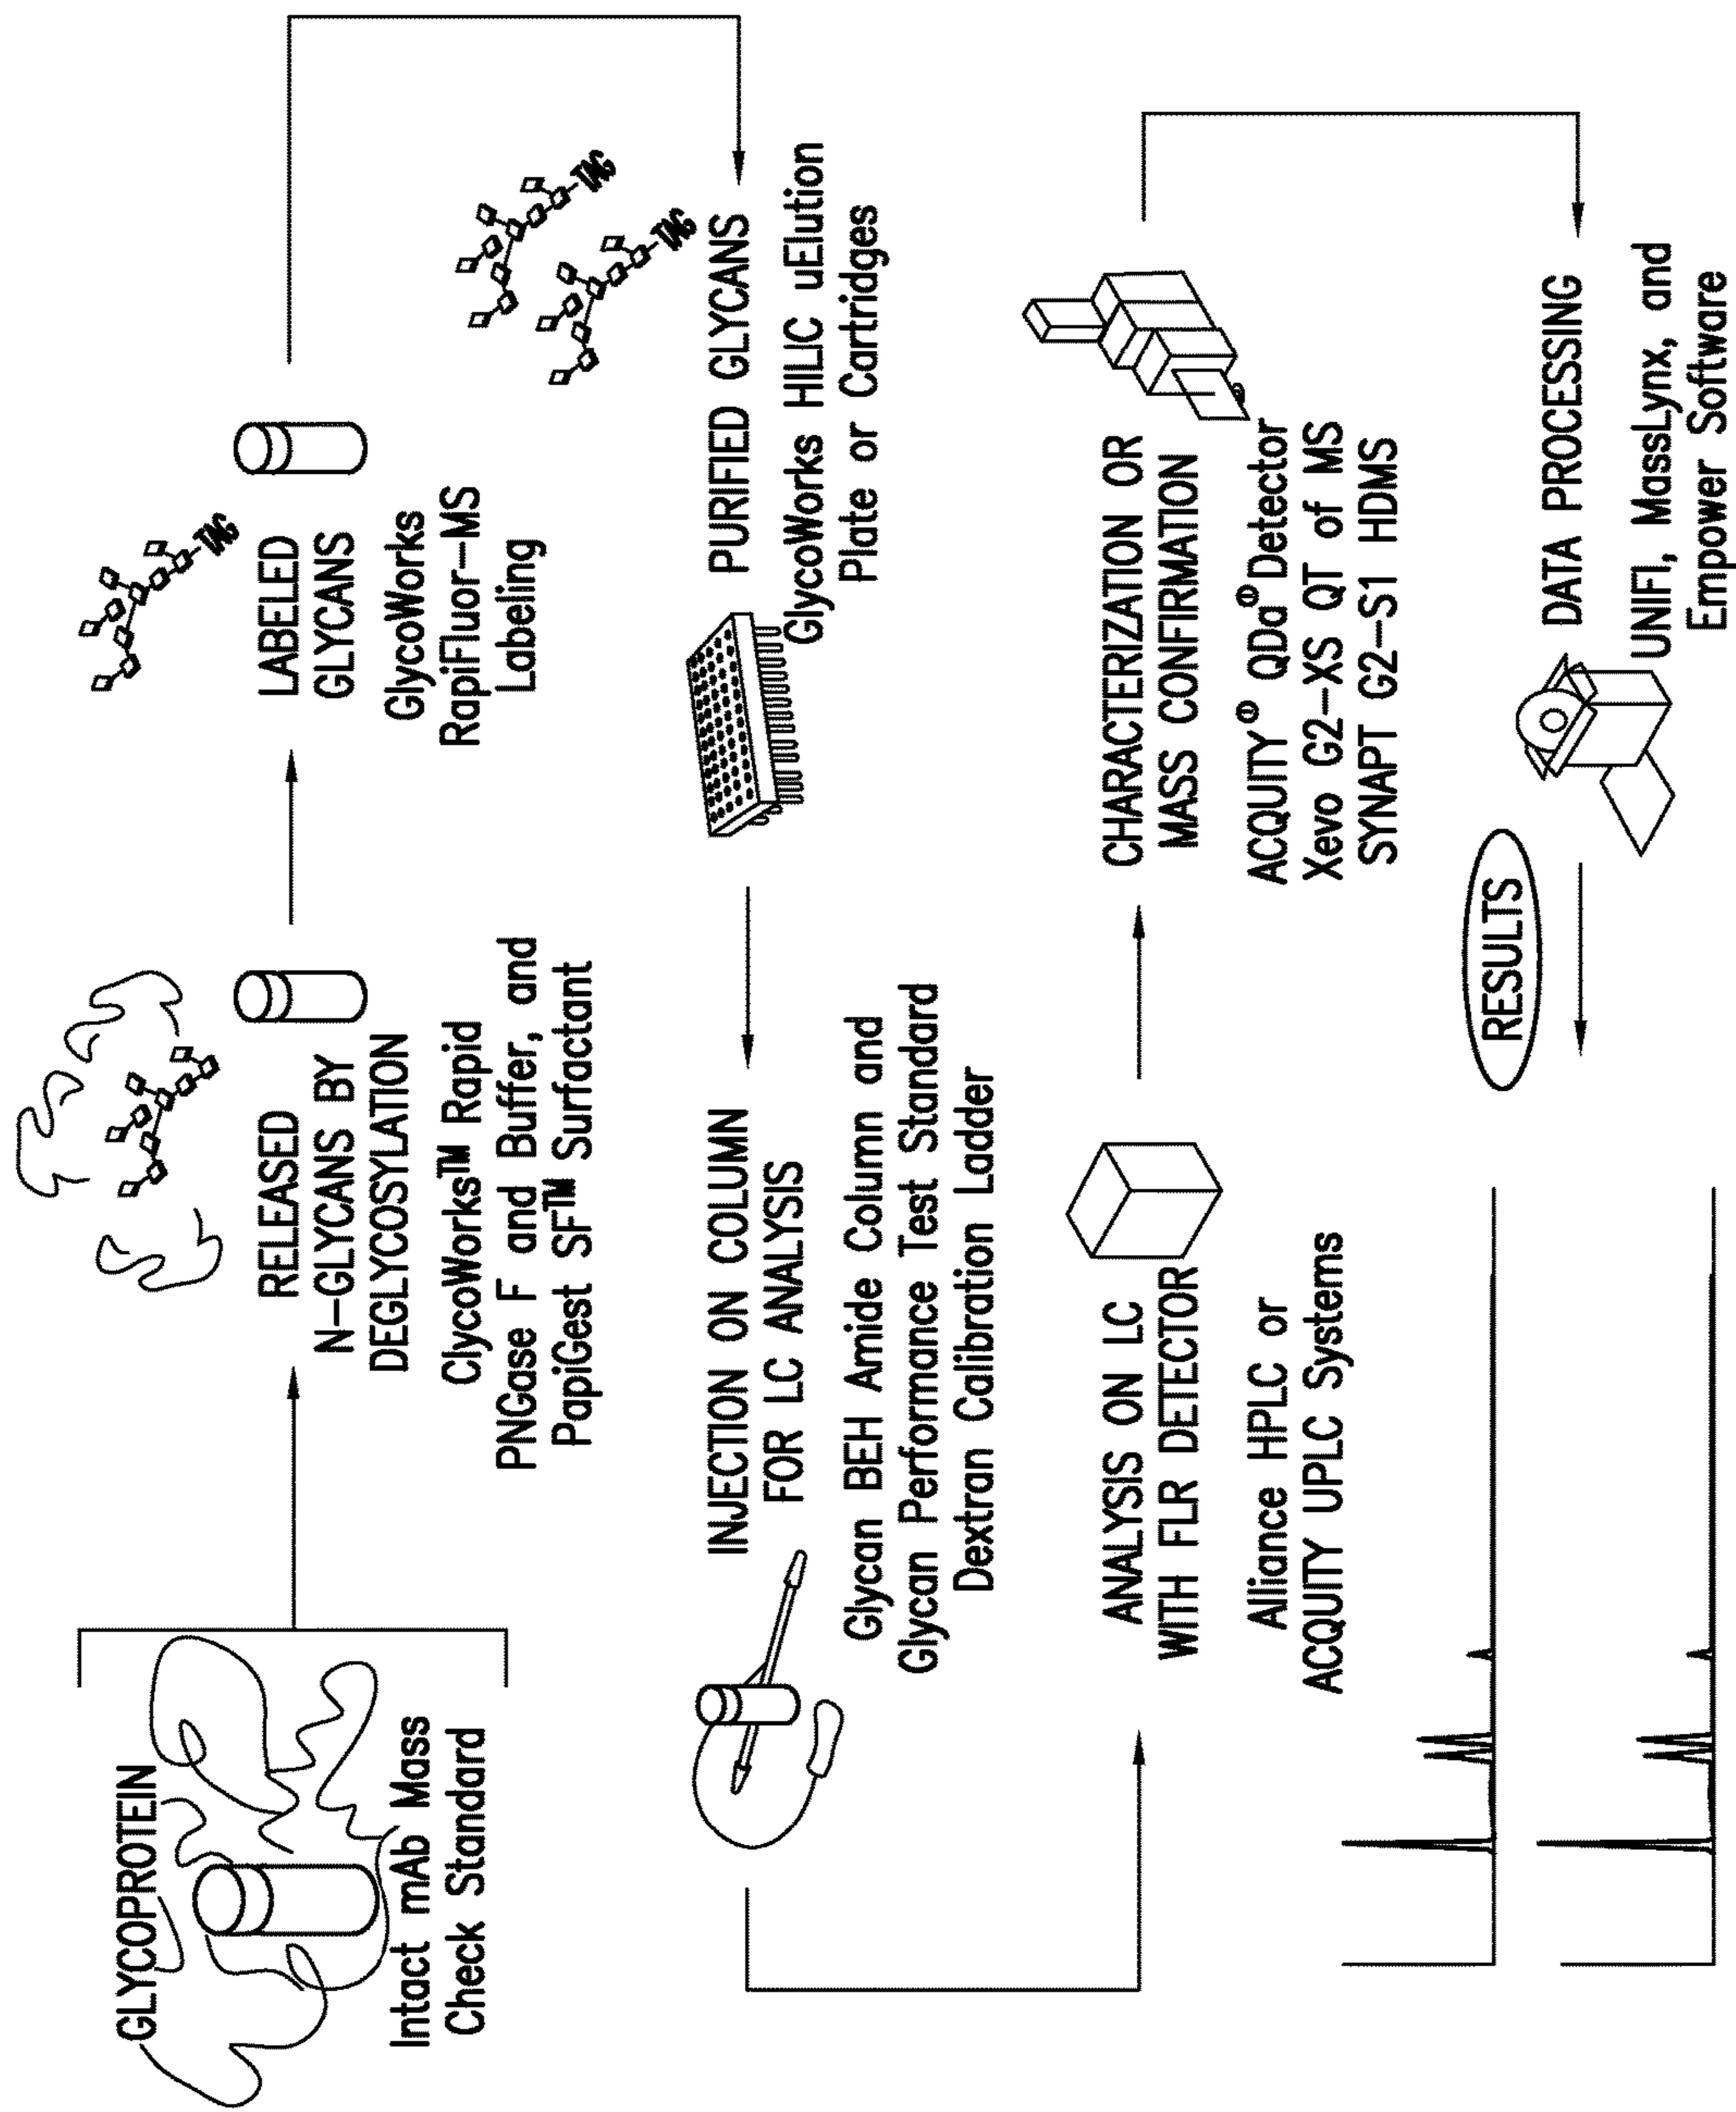 GLYCOPROTEIN
Intact mAb Mass
Check Standard
RELEASED
N-GLYCANS BY
DEGLYCOSYLATION
ClycoWorks™ Rapid
PNGase F and Buffer, and
PapiGest SF™ Surfactant
TAG
LABELED
GLYCANS
GlycoWorks
RapiFluor-MS
Labeling
TAG
TAG
PURIFIED GLYCANS
GlycoWorks HILIC uElution
Plate or Cartridges
INJECTION ON COLUMN
FOR LC ANALYSIS
Glycan BEH Amide Column and
Glycan Performance Test Standard
Dextran Calibration Ladder
ANALYSIS ON LC
WITH FLR DETECTOR
Alliance HPLC or
ACQUITY UPLC Systems
CHARACTERIZATION OR
MASS CONFIRMATION
ACQUITY① QDa① Detector
Xevo G2-XS QT of MS
SYNAPT G2-S1 HDMS
DATA PROCESSING
UNIFI, MassLynx, and
Empower Software
RESULTS